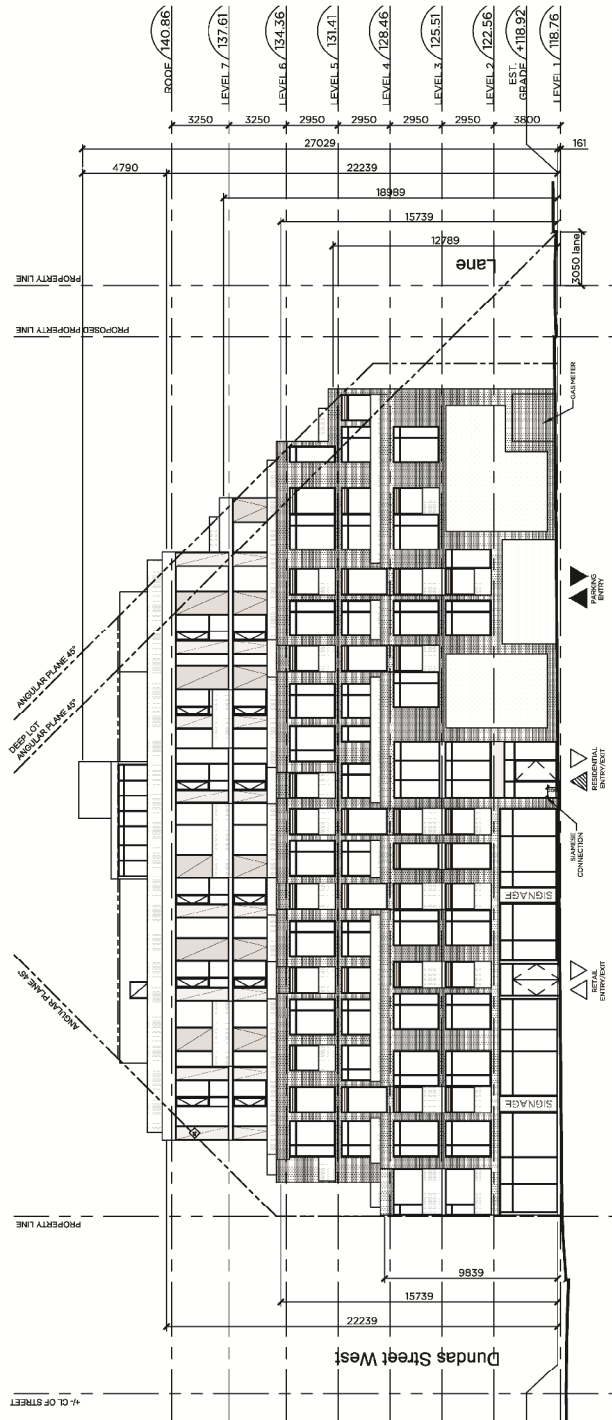 ROOF 140.86
LEVEL 7 137.61
LEVEL 6 134.36
LEVEL 5 131.41
LEVEL 4 128.46
LEVEL 3 125.51
LEVEL 2 122.56
EST.
GRADE +118.92
LEVEL 1 118.76
3250
3250
2950
2950
2950
2950
3800
27029
161
4790
22239
18989
15739
12789
3050 lane
Lane
PROPERTY LINE
PROPOSED PROPERTY LINE
GAS METER
ANGULAR PLANE 45°
DEEP LOT
ANGULAR PLANE 45°
PARKING
ENTRY
RESIDENTIAL
ENTRY/EXIT
SIAMESE
CONNECTION
SIGNAGE
RETAIL
ENTRY/EXIT
SIGNAGE
ANGULAR PLANE 45°
PROPERTY LINE
9839
15739
22239
Dundas Street West
+/- CL OF STREET